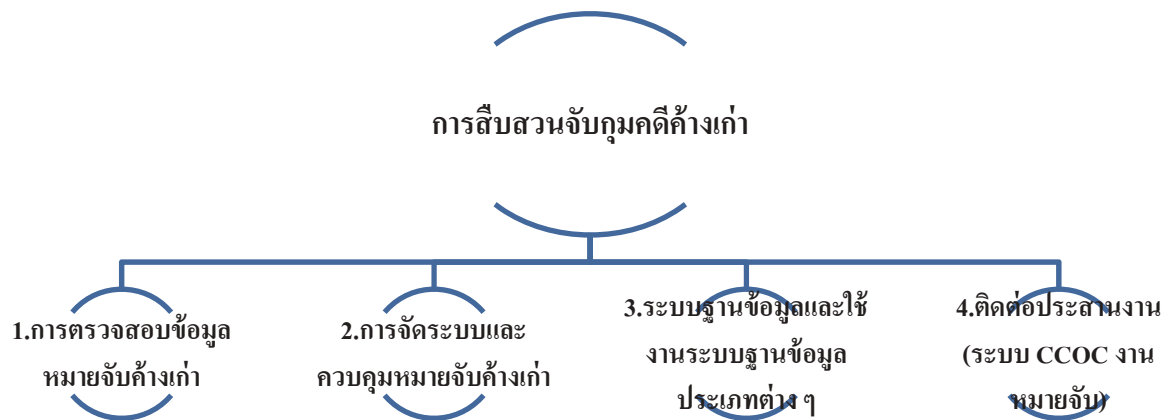 การสืบสวนจับกุมคดีค้างเก่า
1.การตรวจสอบข้อมูล
หมายจับค้างเก่า
2.การจัดระบบและ
ควบคุมหมายจับค้างเก่า
3.ระบบฐานข้อมูลและใช้
งานระบบฐานข้อมูล
ประเภทต่าง ๆ
4.ติดต่อประสานงาน
(ระบบ CCOC งาน
หมายจับ)